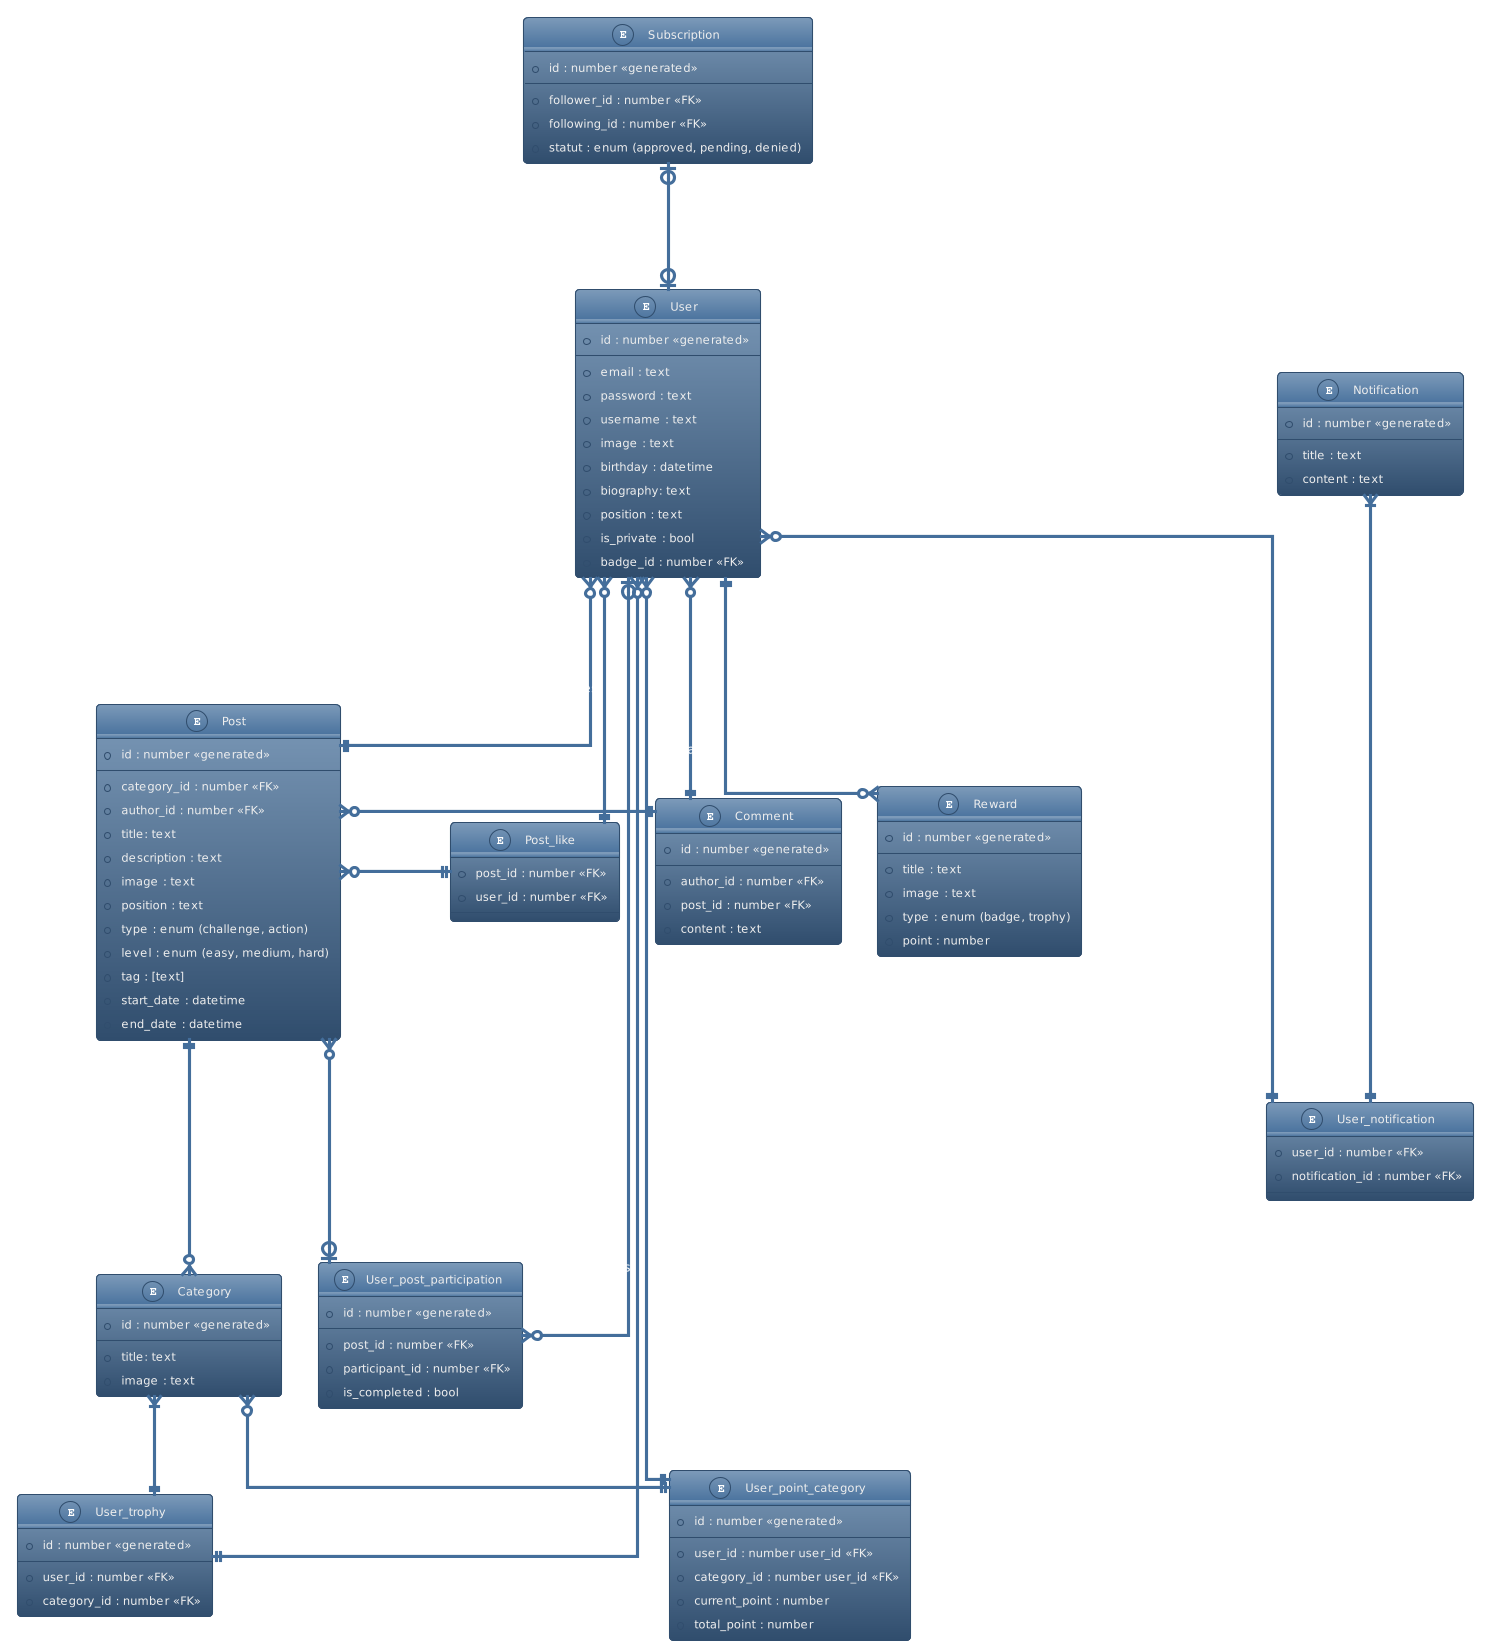 E Subscription
id : number «generated»
follower_id : number «FK»
following_id : number «FK»
statut : enum (approved, pending, denied)
E User
id : number «generated»
email : text
password : text
username : text
image : text
birthday : datetime
biography: text
position : text
is_private : bool
badge_id : number «FK»
E Notification
id : number «generated»
title : text
content : text
E Post
id : number «generated»
category_id : number «FK»
author_id : number «FK»
title: text
description : text
image : text
position : text
type : enum (challenge, action)
level : enum (easy, medium, hard)
tag : [text]
start_date : datetime
end_date : datetime
E Post_like
post_id : number «FK»
user_id : number «FK»
E Comment
id : number «generated»
author_id : number «FK»
post_id : number «FK»
content : text
E Reward
id : number «generated»
title : text
image : text
type : enum (badge, trophy)
point : number
E User_notification
user_id : number «FK»
notification_id : number «FK»
E Category
id : number «generated»
title: text
image : text
E User_post_participation
id : number «generated»
post_id : number «FK»
participant_id : number «FK»
is_completed : bool
E User_trophy
id : number «generated»
user_id : number «FK»
category_id : number «FK»
E User_point_category
id : number «generated»
user_id : number user_id «FK»
category_id : number user_id «FK»
current_point : number
total_point : number